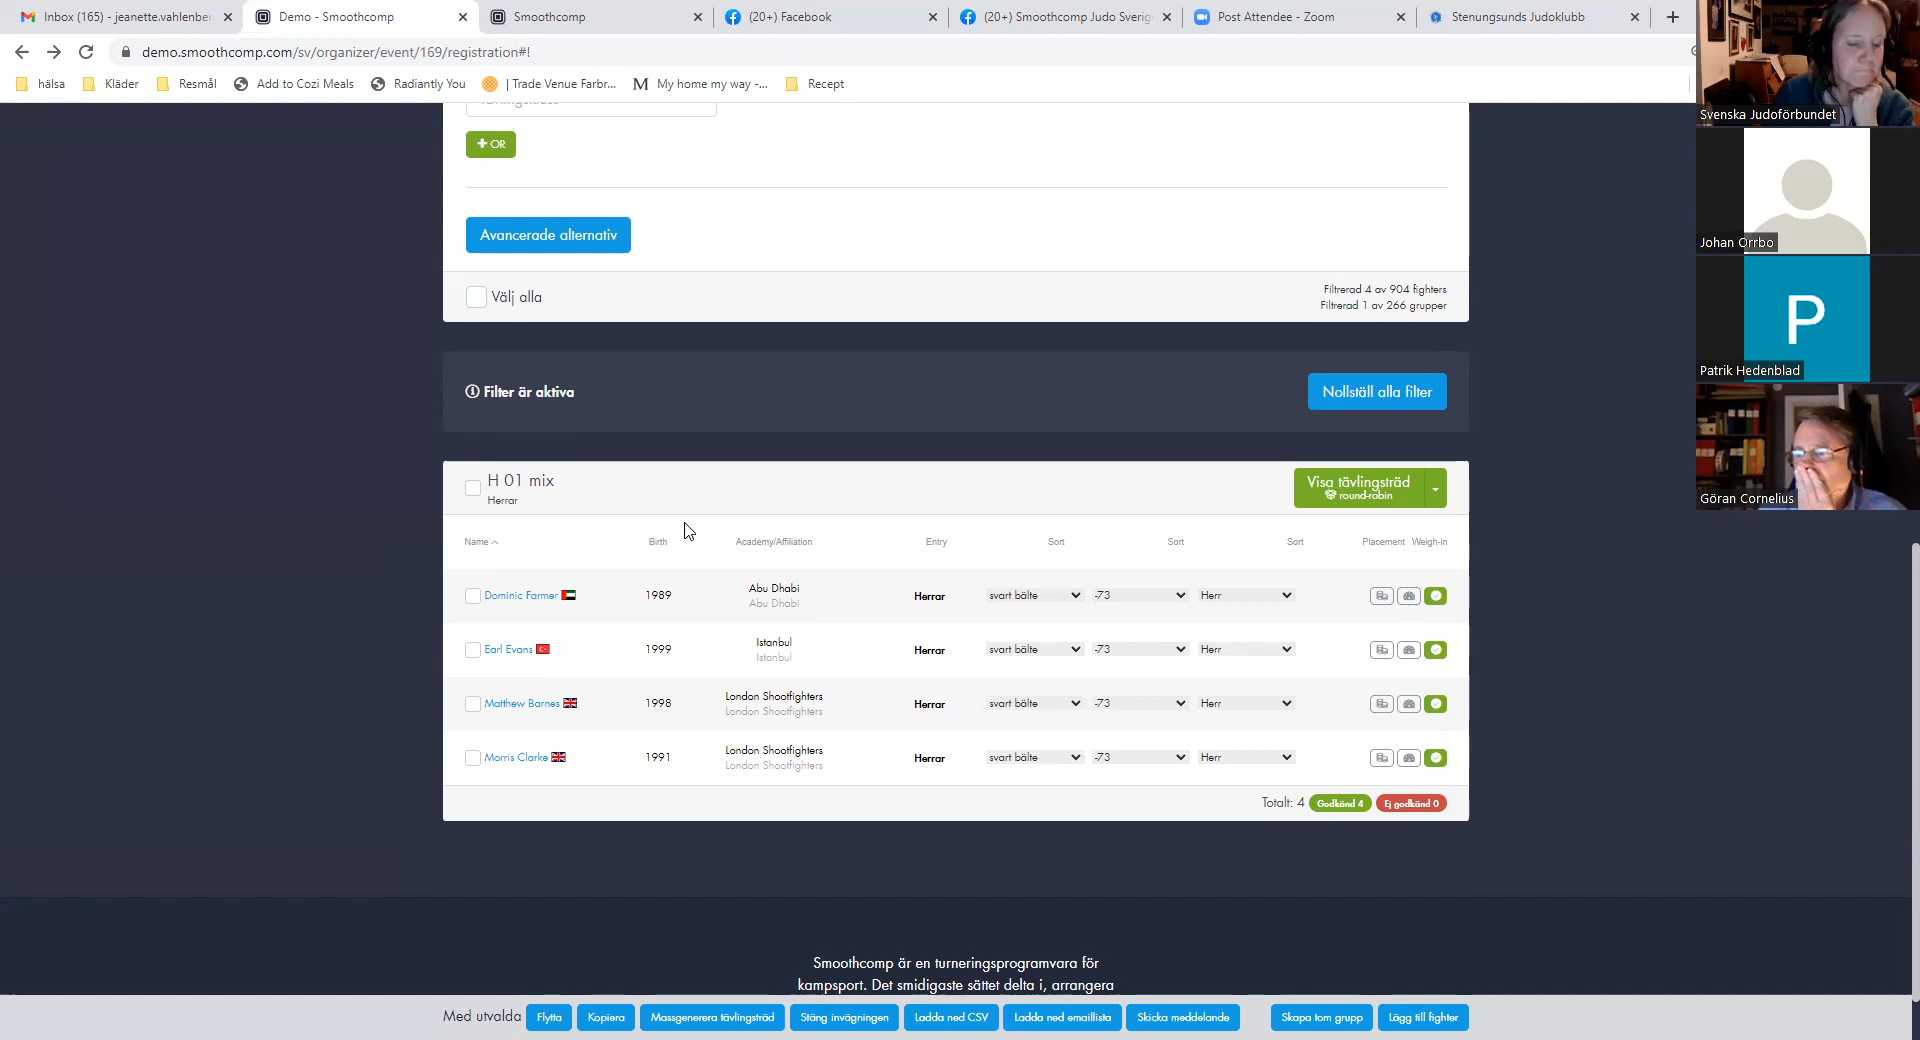 Inbox (165) - jeanette.vahlenber
Demo - Smoothcomp
Smoothcomp
(20+) Facebook
(20+) Smoothcomp Judo Sverig
Post Attendee - Zoom
Stenungsunds Judoklubb
demo.smoothcomp.com/sv/organizer/event/169/registration#!
hälsa
Kläder
Resmål
Add to Cozi Meals
Radiantly You
| Trade Venue Farbr...
My home my way -...
Recept
+ OR
Avancerade alternativ
Välj alla
Filtrerad 4 av 904 fighters
Filtrerad 1 av 266 grupper
Filter är aktiva
Nollställ alla filter
H 01 mix
Herrar
Visa tävlingsträd
round-robin
Name Birth Academy/Affiliation Entry Sort Sort Sort Placement Weigh-in
Dominic Farmer 1989 Abu Dhabi Herrar svart bälte -73 Herr
Abu Dhabi
Earl Evans 1999 Istanbul Herrar svart bälte -73 Herr
Istanbul
Matthew Barnes 1998 London Shootfighters Herrar svart bälte -73 Herr
London Shootfighters
Morris Clarke 1991 London Shootfighters Herrar svart bälte -73 Herr
London Shootfighters
Totalt: 4 Godkänd 4 Ej godkänd 0
Smoothcomp är en turneringsprogramvara för
kampsport. Det smidigaste sättet delta i, arrangera
Med utvalda Flytta Kopiera Massgenerera tävlingsträd Stäng invägningen Ladda ned CSV Ladda ned emaillista Skicka meddelande Skapa tom grupp Lägg till fighter
Svenska Judoförbundet
Johan Orrbo
P
Patrik Hedenblad
Göran Cornelius